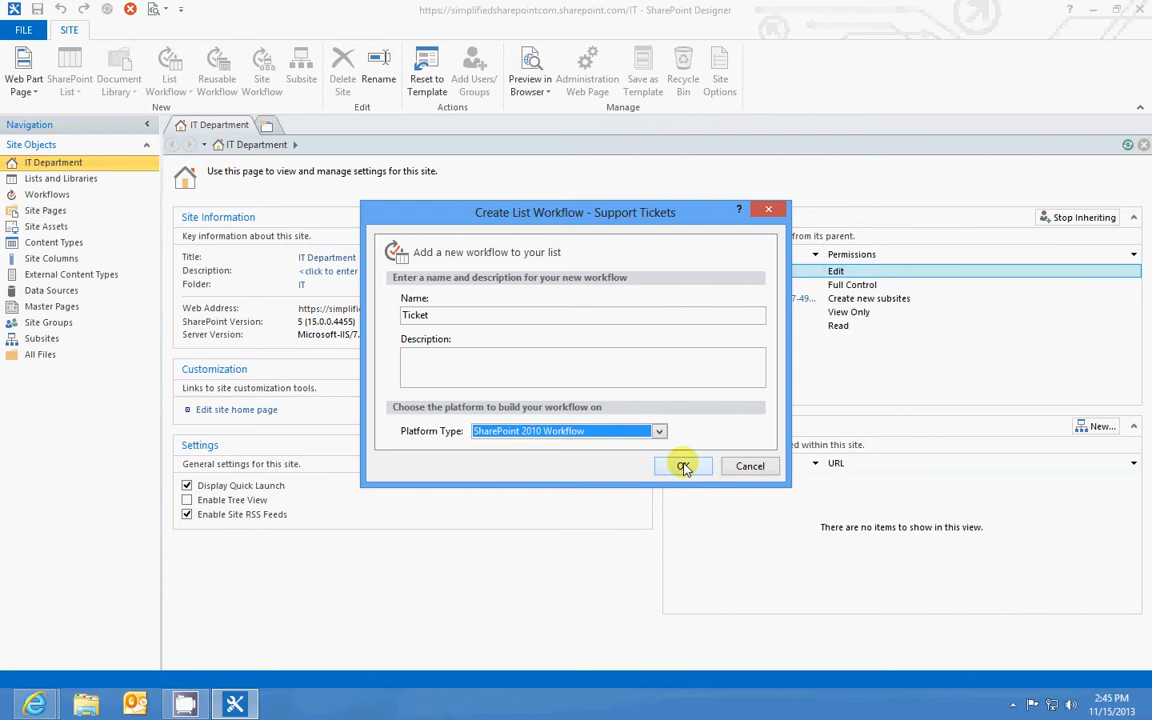 https://simplifiedsharepointcom.sharepoint.com/IT - SharePoint Designer
FILE
SITE
Web Part Page
SharePoint List
Document Library
List Workflow
Reusable Workflow
Site Workflow
Subsite
Delete Site
Rename
Reset to Template
Add Users/ Groups
Preview in Browser
Administration Web Page
Save as Template
Recycle Bin
Site Options
New
Edit
Actions
Manage
Navigation
IT Department
Site Objects
IT Department
IT Department
Lists and Libraries
Workflows
Site Pages
Site Assets
Content Types
Site Columns
External Content Types
Data Sources
Master Pages
Site Groups
Subsites
All Files
Use this page to view and manage settings for this site.
Site Information
Key information about this site.
Title:
IT Department
Description:
< click to enter
Folder:
IT
Web Address:
https://simplifi
SharePoint Version:
5 (15.0.0.4455)
Server Version:
Microsoft-IIS/7.
Customization
Links to site customization tools.
Edit site home page
Settings
General settings for this site.
Display Quick Launch
Enable Tree View
Enable Site RSS Feeds
Create List Workflow - Support Tickets
?
Add a new workflow to your list
Enter a name and description for your new workflow
Name:
Ticket
Description:
Choose the platform to build your workflow on
Platform Type:
SharePoint 2010 Workflow
Cancel
Stop Inheriting
from its parent.
Permissions
Edit
Full Control
7-49...
Create new subsites
View Only
Read
New...
ed within this site.
URL
There are no items to show in this view.
2:45 PM
11/15/2013